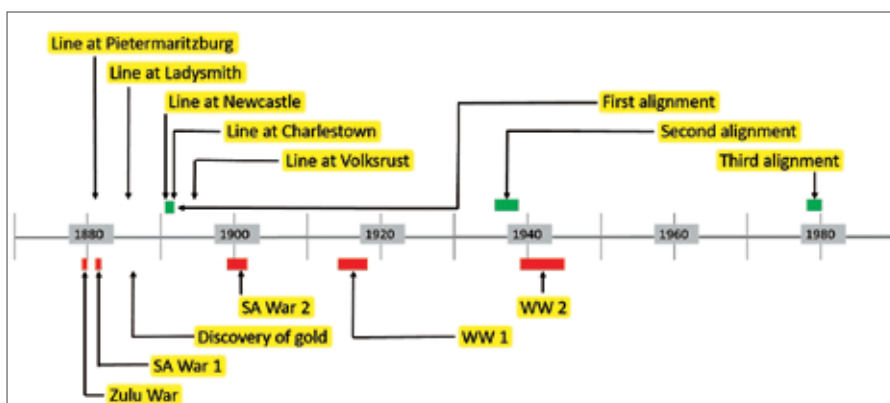 Line at Pietermaritzburg
Line at Ladysmith
Line at Newcastle
First alignment
Line at Charlestown
Second alignment
Line at Volksrust
Third alignment
1880
1900
1920
1940
1960
1980
SA War 2
WW 2
Discovery of gold
WW 1
SA War 1
Zulu War